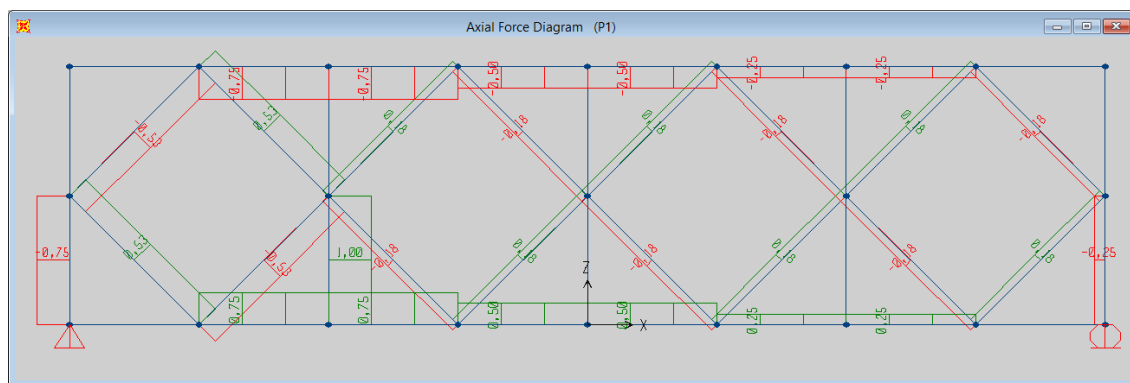 Axial Force Diagram (P1)
-0,75 -0,75 -0,50 -0,50 -0,25 -0,25
-0,53 0,53 0,18 -0,18 0,18 -0,18 0,18 -0,18
-0,75 0,53 -0,53 1,00 -0,18 0,18 -0,18 0,18 -0,18 0,18 -0,25
Z
0,75 0,75 0,50 0,50 X 0,25 0,25